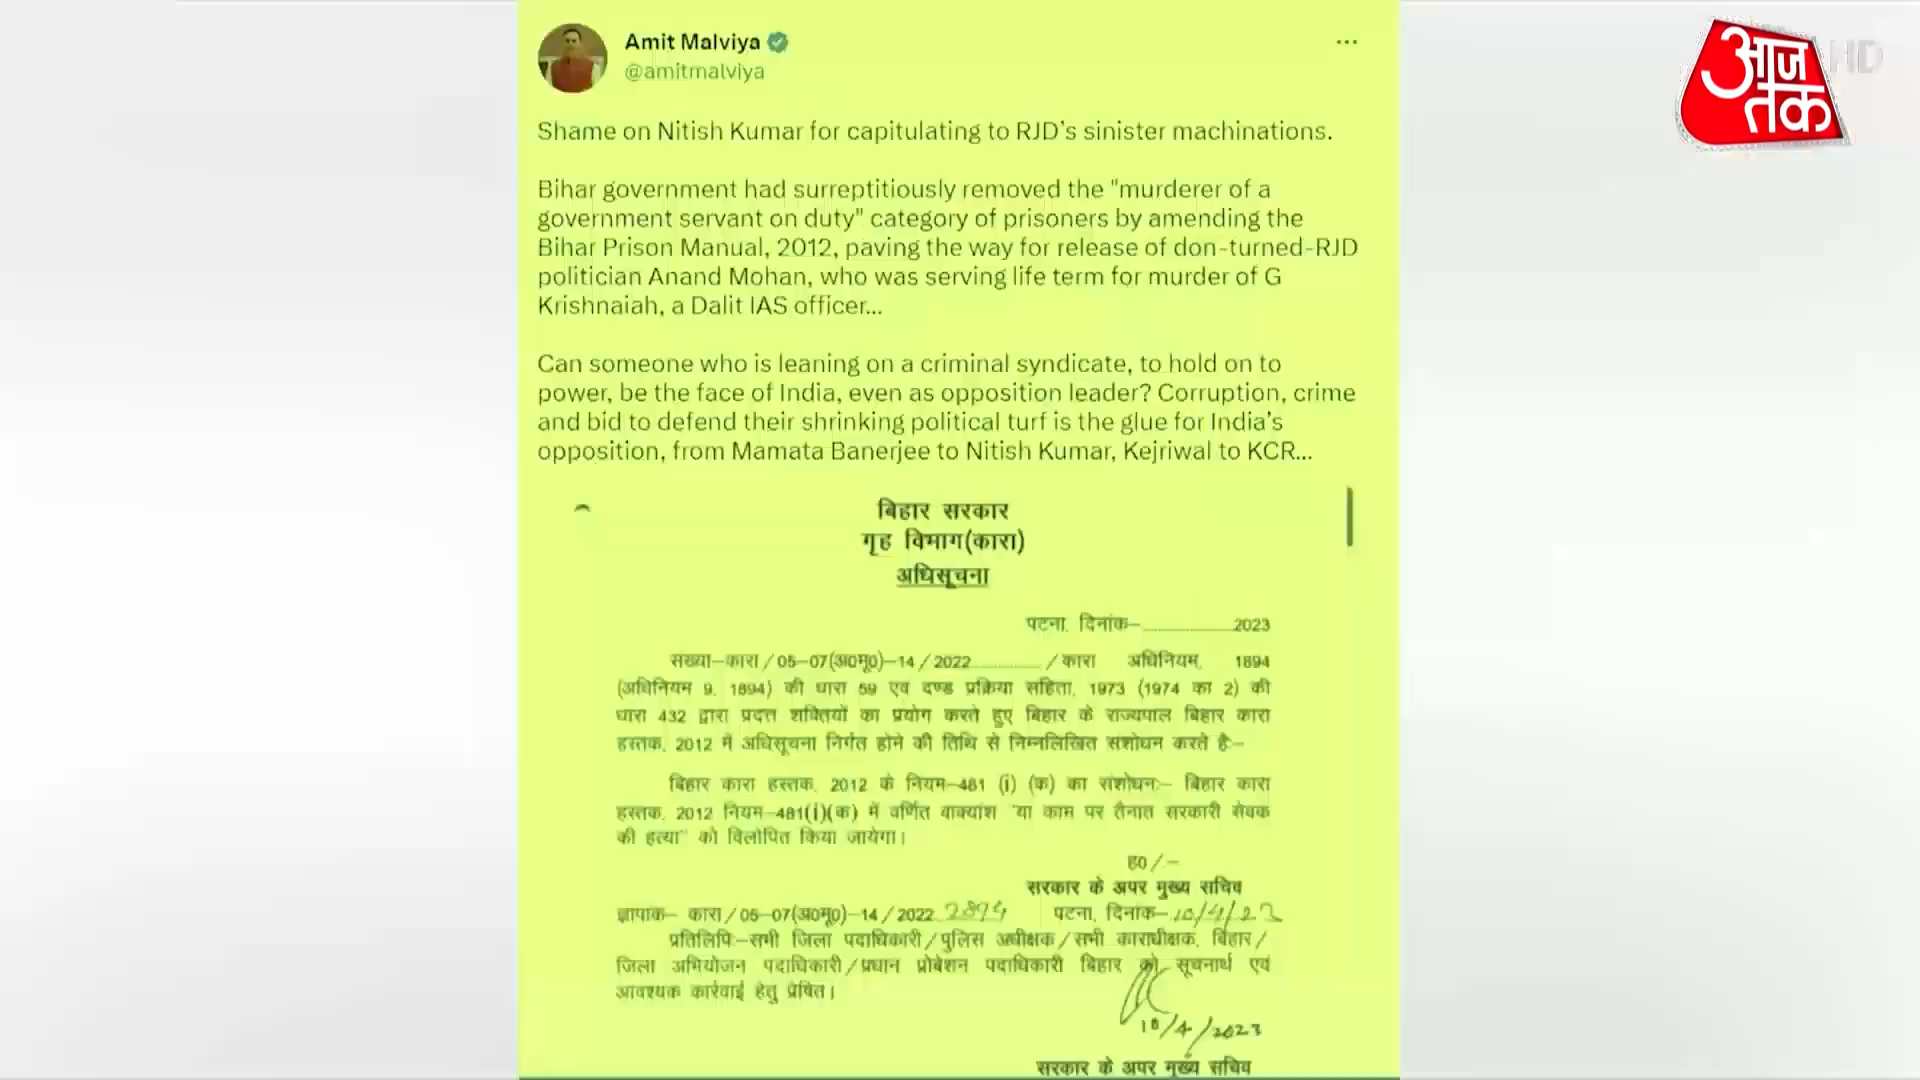 Amit Malviya
@amitmalviya
...
आज तक HD
Shame on Nitish Kumar for capitulating to RJD's sinister machinations.
Bihar government had surreptitiously removed the "murderer of a
government servant on duty" category of prisoners by amending the
Bihar Prison Manual, 2012, paving the way for release of don-turned-RJD
politician Anand Mohan, who was serving life term for murder of G
Krishnaiah, a Dalit IAS officer...
Can someone who is leaning on a criminal syndicate, to hold on to
power, be the face of India, even as opposition leader? Corruption, crime
and bid to defend their shrinking political turf is the glue for India's
opposition, from Mamata Banerjee to Nitish Kumar, Kejriwal to KCR...
बिहार सरकार
गृह विभाग(कारा)
अधिसूचना
पटना, दिनांक-..................2023
संख्या-कारा/05-07(अ0मू0)-14/2022............../कारा अधिनियम, 1894
(अधिनियम 9, 1894) की धारा 59 एवं दण्ड प्रक्रिया संहिता, 1973 (1974 का 2) की
धारा 432 द्वारा प्रदत्त शक्तियों का प्रयोग करते हुए बिहार के राज्यपाल बिहार कारा
हस्तक, 2012 में अधिसूचना निर्गत होने की तिथि से निम्नलिखित संशोधन करते है:-
बिहार कारा हस्तक, 2012 के नियम-481 (i) (क) का संशोधन:- बिहार कारा
हस्तक, 2012 नियम-481(i)(क) में वर्णित वाक्यांश "या काम पर तैनात सरकारी सेवक
की हत्या" को विलोपित किया जायेगा।
ह0/-
सरकार के अपर मुख्य सचिव
ज्ञापांक- कारा/05-07(अ0मू0)-14/2022 पटना, दिनांक-10/4/23
प्रतिलिपि:-सभी जिला पदाधिकारी/पुलिस अधीक्षक/सभी काराधीक्षक, बिहार/
जिला अभियोजन पदाधिकारी/प्रधान प्रोबेशन पदाधिकारी बिहार को सूचनार्थ एवं
आवश्यक कार्रवाई हेतु प्रेषित।
10/4/2023
सरकार के अपर मुख्य सचिव